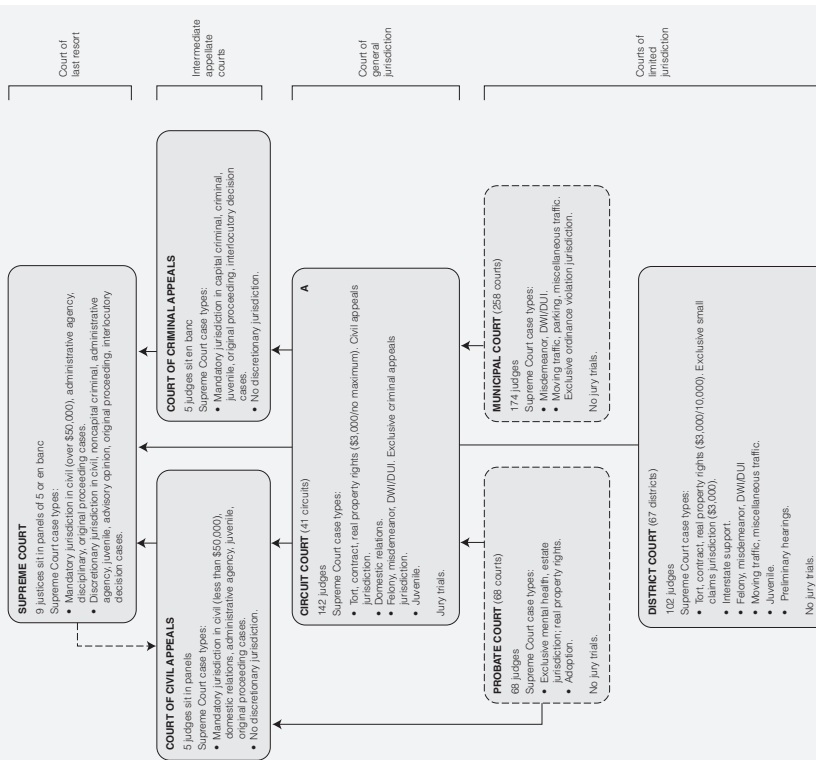 SUPREME COURT
9 justices sit in panels of 5 or en banc
Supreme Court case types:
• Mandatory jurisdiction in civil (over $50,000), administrative agency,
disciplinary, original proceeding cases.
• Discretionary jurisdiction in civil, noncapital criminal, administrative
agency, juvenile, advisory opinion, original proceeding, interlocutory
decision cases.
Court of
last resort
COURT OF CIVIL APPEALS
5 judges sit in panels
Supreme Court case types:
• Mandatory jurisdiction in civil (less than $50,000),
domestic relations, administrative agency, juvenile,
original proceeding cases.
• No discretionary jurisdiction.
COURT OF CRIMINAL APPEALS
5 judges sit en banc
Supreme Court case types:
• Mandatory jurisdiction in capital criminal, criminal,
juvenile, original proceeding, interlocutory decision
cases.
• No discretionary jurisdiction.
Intermediate
appellate
courts
CIRCUIT COURT (41 circuits) A
142 judges
Supreme Court case types:
• Tort, contract, real property rights ($3,000/no maximum). Civil appeals
jurisdiction.
• Domestic relations.
• Felony, misdemeanor, DWI/DUI. Exclusive criminal appeals
jurisdiction.
• Juvenile.
Jury trials.
Court of
general
jurisdiction
PROBATE COURT (68 courts)
68 judges
Supreme Court case types:
• Exclusive mental health, estate
jurisdiction; real property rights.
• Adoption.
No jury trials.
MUNICIPAL COURT (258 courts)
174 judges
Supreme Court case types:
• Misdemeanor, DWI/DUI.
• Moving traffic, parking, miscellaneous traffic.
Exclusive ordinance violation jurisdiction.
No jury trials.
DISTRICT COURT (67 districts)
102 judges
Supreme Court case types:
• Tort, contract, real property rights ($3,000/10,000). Exclusive small
claims jurisdiction ($3,000).
• Interstate support.
• Felony, misdemeanor, DWI/DUI
• Moving traffic, miscellaneous traffic.
• Juvenile.
• Preliminary hearings.
No jury trials.
Courts of
limited
jurisdiction